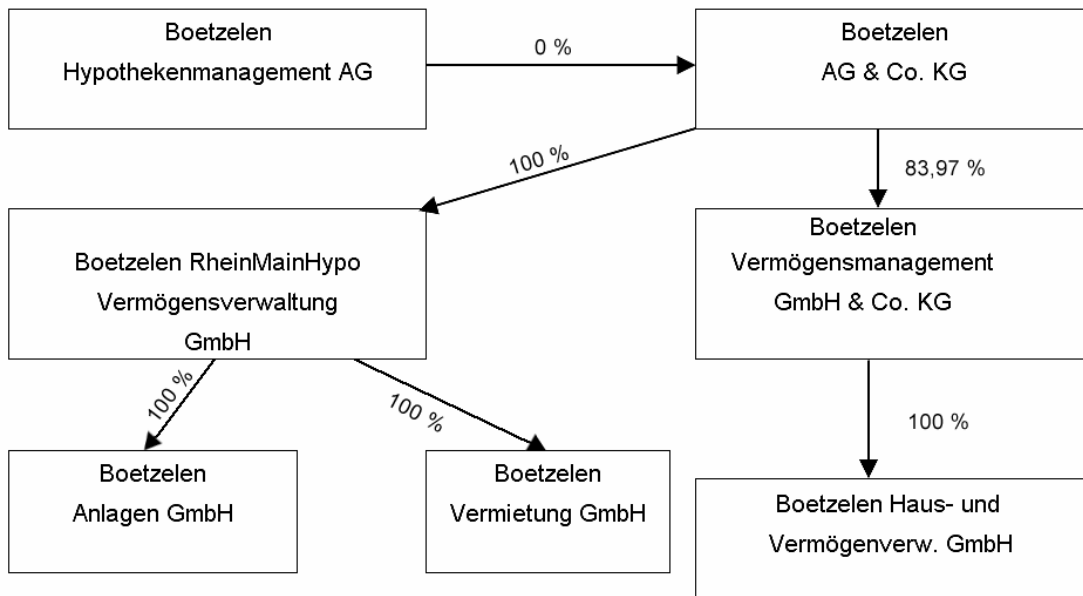 Boetzelen
Hypothekenmanagement AG
0 %
Boetzelen
AG & Co. KG
100 %
83,97 %
Boetzelen RheinMainHypo
Vermögensverwaltung
GmbH
Boetzelen
Vermögensmanagement
GmbH & Co. KG
100 %
100 %
100 %
Boetzelen
Anlagen GmbH
Boetzelen
Vermietung GmbH
Boetzelen Haus- und
Vermögenverw. GmbH